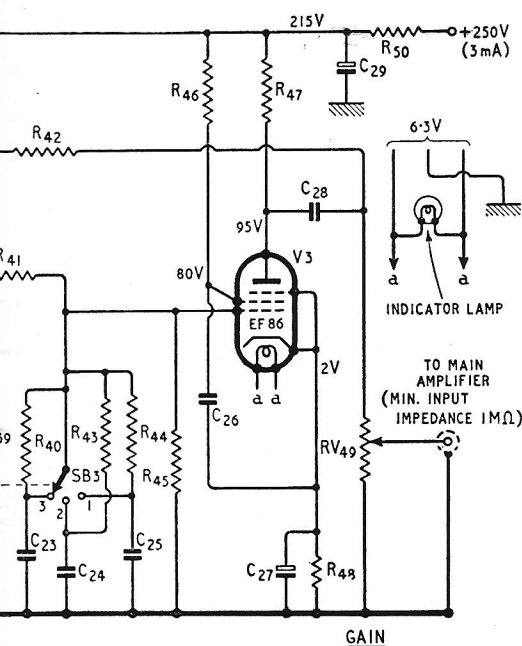 215V
+250V
(3mA)
R50
C29
R46
R47
6·3V
R42
C28
95V
V3
a a
INDICATOR LAMP
R41
80V
EF 86
2V
a a
TO MAIN
AMPLIFIER
(MIN. INPUT
IMPEDANCE 1MΩ)
C26
39
R40
R43
R44
R45
RV49
SB3
3
2
1
C23
C24
C25
C27
R48
GAIN